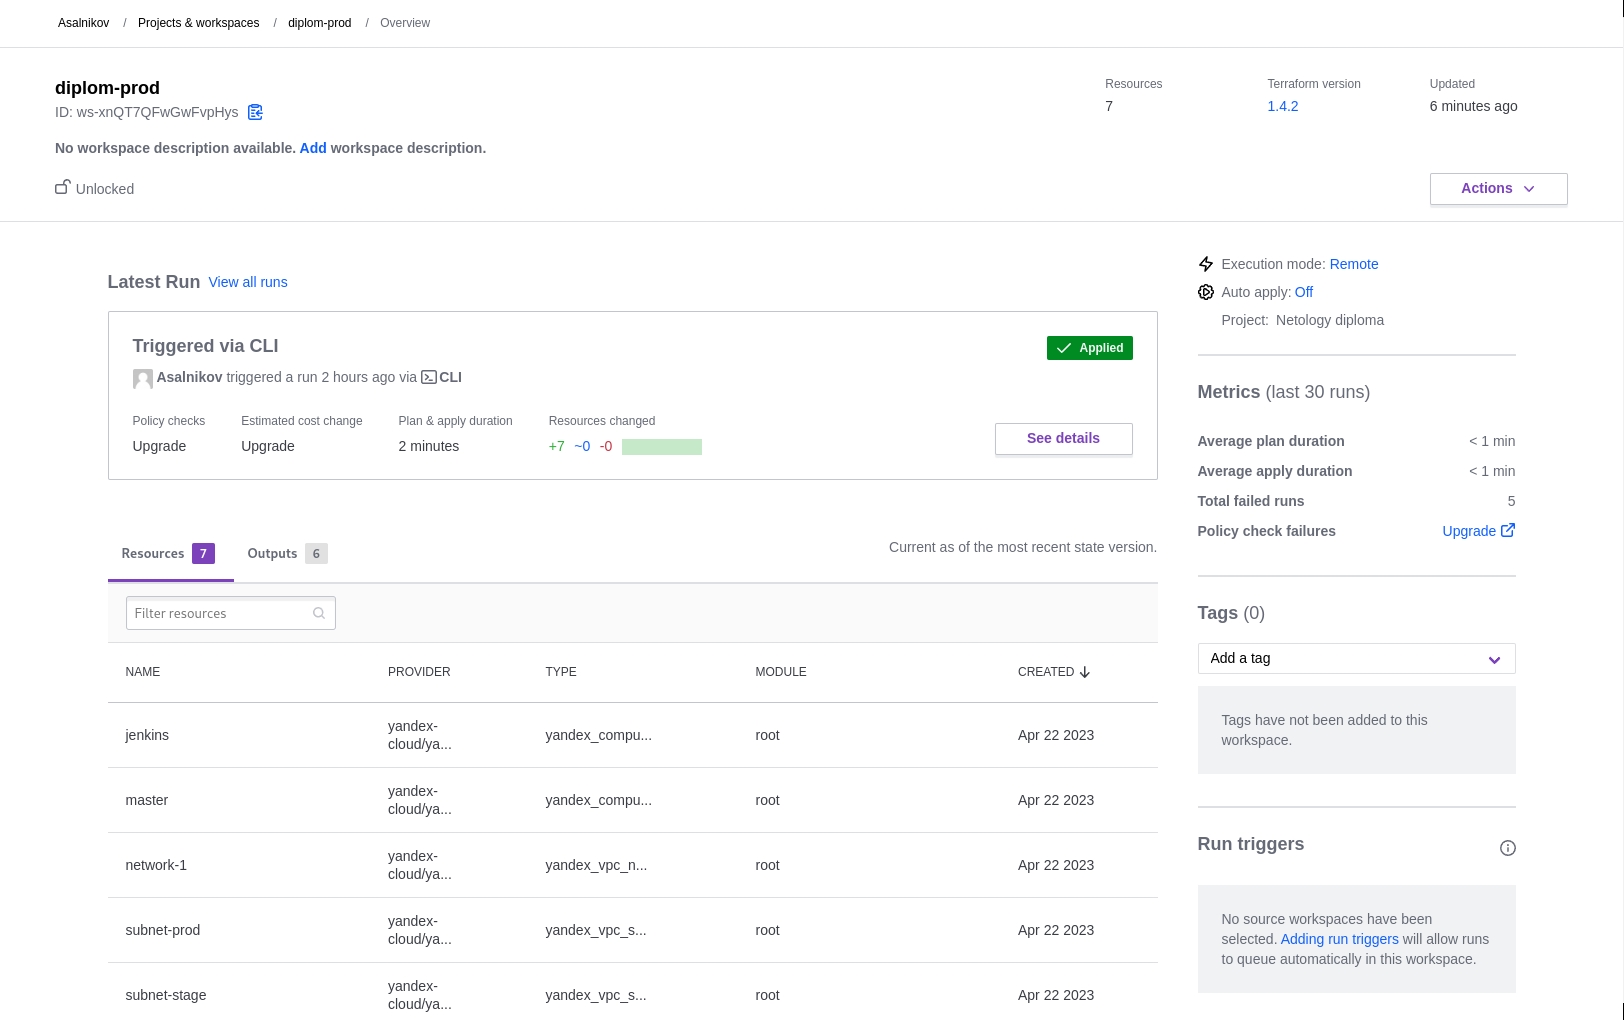 Asalnikov / Projects & workspaces / diplom-prod / Overview
diplom-prod
ID: ws-xnQT7QFwGwFvpHys
No workspace description available. Add workspace description.
Unlocked
Resources
7
Terraform version
1.4.2
Updated
6 minutes ago
Actions
Latest Run View all runs
Triggered via CLI
Applied
Asalnikov triggered a run 2 hours ago via CLI
Policy checks
Upgrade
Estimated cost change
Upgrade
Plan & apply duration
2 minutes
Resources changed
+7 ~0 -0
See details
Resources 7 Outputs 6
Current as of the most recent state version.
Filter resources
NAME PROVIDER TYPE MODULE CREATED
jenkins yandex-cloud/ya... yandex_compu... root Apr 22 2023
master yandex-cloud/ya... yandex_compu... root Apr 22 2023
network-1 yandex-cloud/ya... yandex_vpc_n... root Apr 22 2023
subnet-prod yandex-cloud/ya... yandex_vpc_s... root Apr 22 2023
subnet-stage yandex-cloud/ya... yandex_vpc_s... root Apr 22 2023
Execution mode: Remote
Auto apply: Off
Project: Netology diploma
Metrics (last 30 runs)
Average plan duration < 1 min
Average apply duration < 1 min
Total failed runs 5
Policy check failures Upgrade
Tags (0)
Add a tag
Tags have not been added to this
workspace.
Run triggers
No source workspaces have been
selected. Adding run triggers will allow runs
to queue automatically in this workspace.